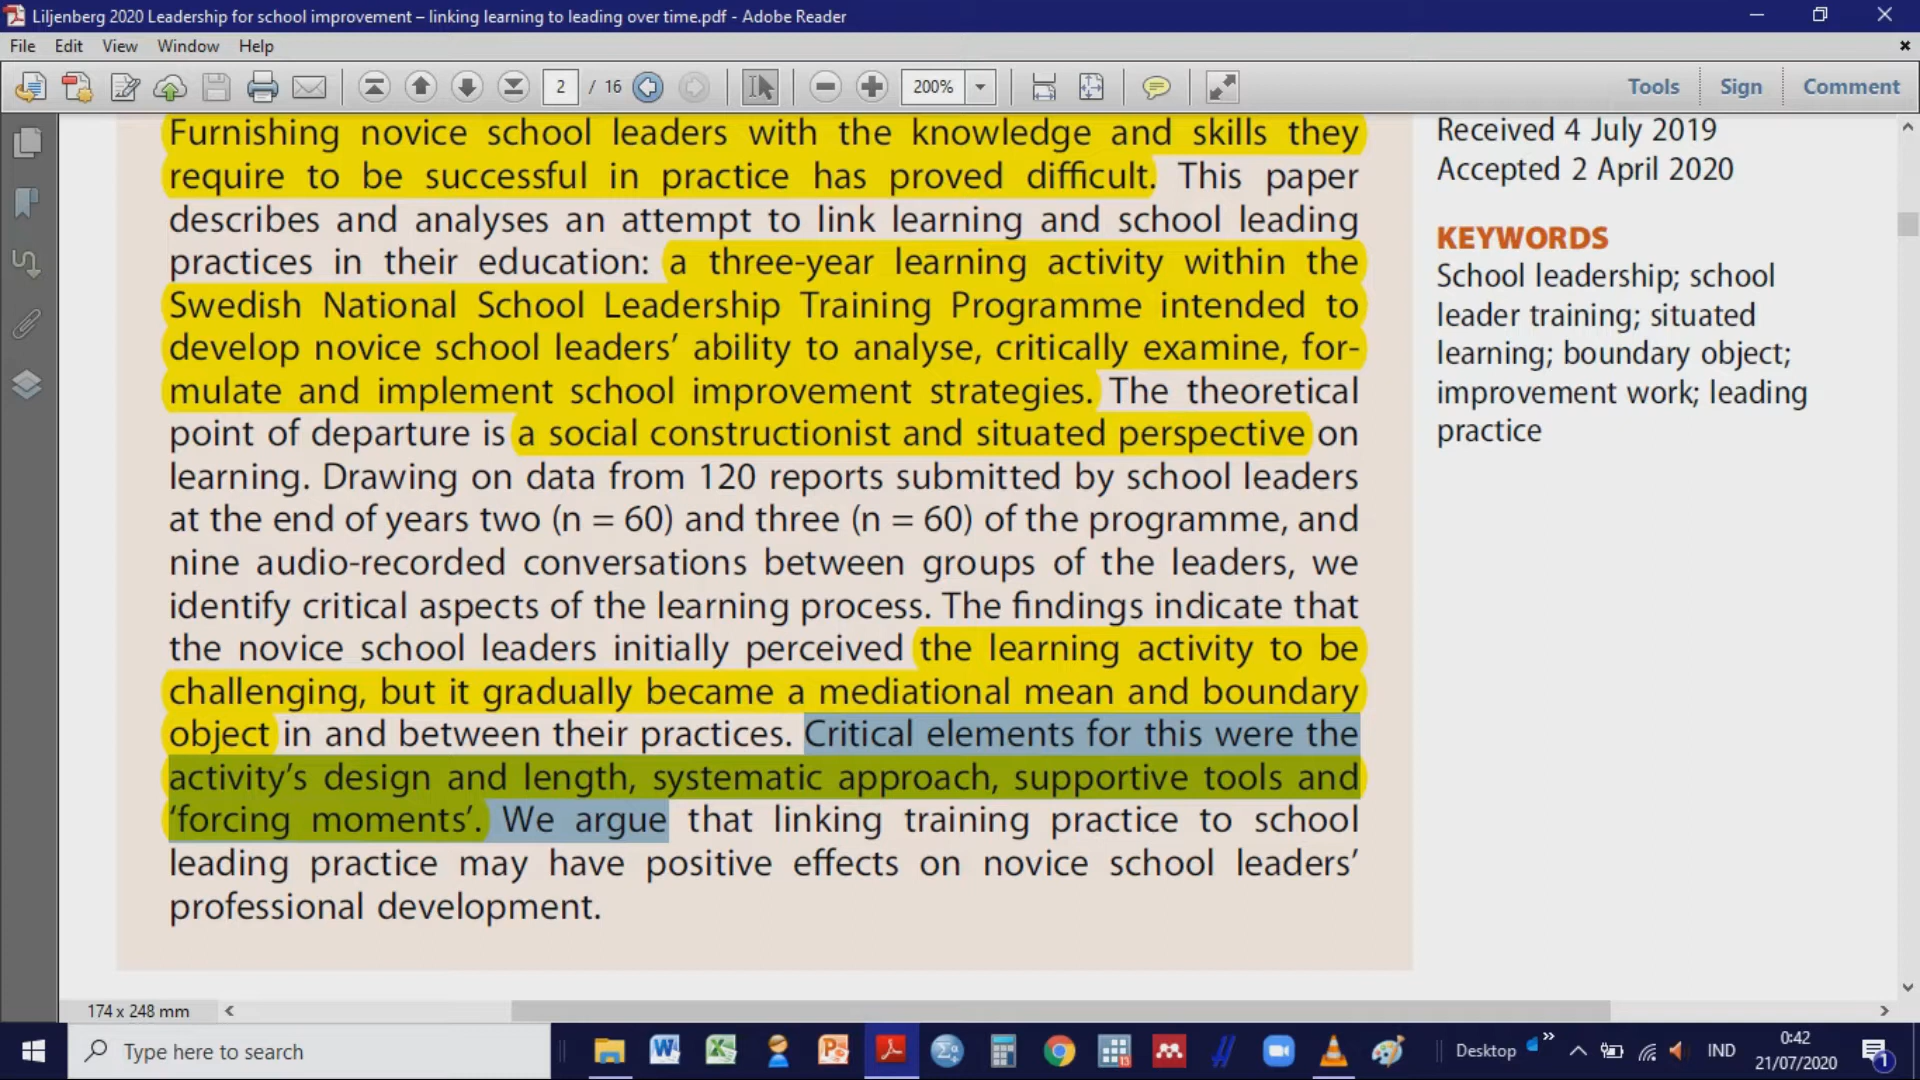 Liljenberg 2020 Leadership for school improvement – linking learning to leading over time.pdf - Adobe Reader
File Edit View Window Help
2 / 16 200% Tools Sign Comment
Furnishing novice school leaders with the knowledge and skills they
require to be successful in practice has proved difficult. This paper
describes and analyses an attempt to link learning and school leading
practices in their education: a three-year learning activity within the
Swedish National School Leadership Training Programme intended to
develop novice school leaders’ ability to analyse, critically examine, for-
mulate and implement school improvement strategies. The theoretical
point of departure is a social constructionist and situated perspective on
learning. Drawing on data from 120 reports submitted by school leaders
at the end of years two (n = 60) and three (n = 60) of the programme, and
nine audio-recorded conversations between groups of the leaders, we
identify critical aspects of the learning process. The findings indicate that
the novice school leaders initially perceived the learning activity to be
challenging, but it gradually became a mediational mean and boundary
object in and between their practices. Critical elements for this were the
activity’s design and length, systematic approach, supportive tools and
‘forcing moments’. We argue that linking training practice to school
leading practice may have positive effects on novice school leaders’
professional development.
Received 4 July 2019
Accepted 2 April 2020
KEYWORDS
School leadership; school
leader training; situated
learning; boundary object;
improvement work; leading
practice
174 x 248 mm
Type here to search
Desktop
IND
0:42
21/07/2020
1